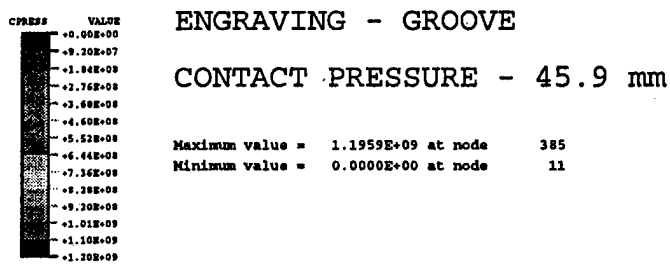 CPRESS VALUE
+0.00E+00
+9.20E+07
+1.84E+08
+2.76E+08
+3.68E+08
+4.60E+08
+5.52E+08
+6.44E+08
+7.36E+08
+8.28E+08
+9.20E+08
+1.01E+09
+1.10E+09
+1.20E+09
ENGRAVING - GROOVE
CONTACT PRESSURE - 45.9 mm
Maximum value = 1.1959E+09 at node 385
Minimum value = 0.0000E+00 at node 11